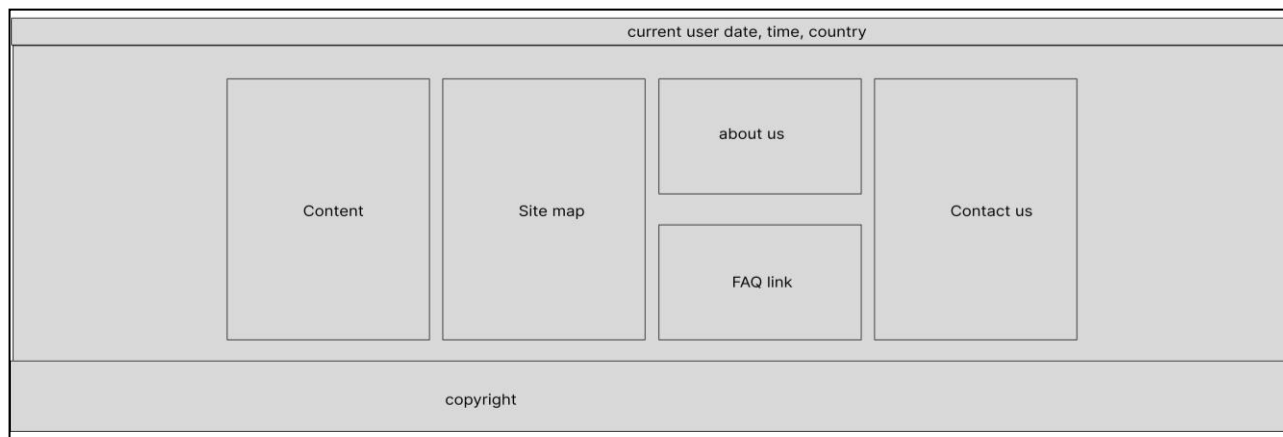 current user date, time, country
Content
Site map
about us
FAQ link
Contact us
copyright